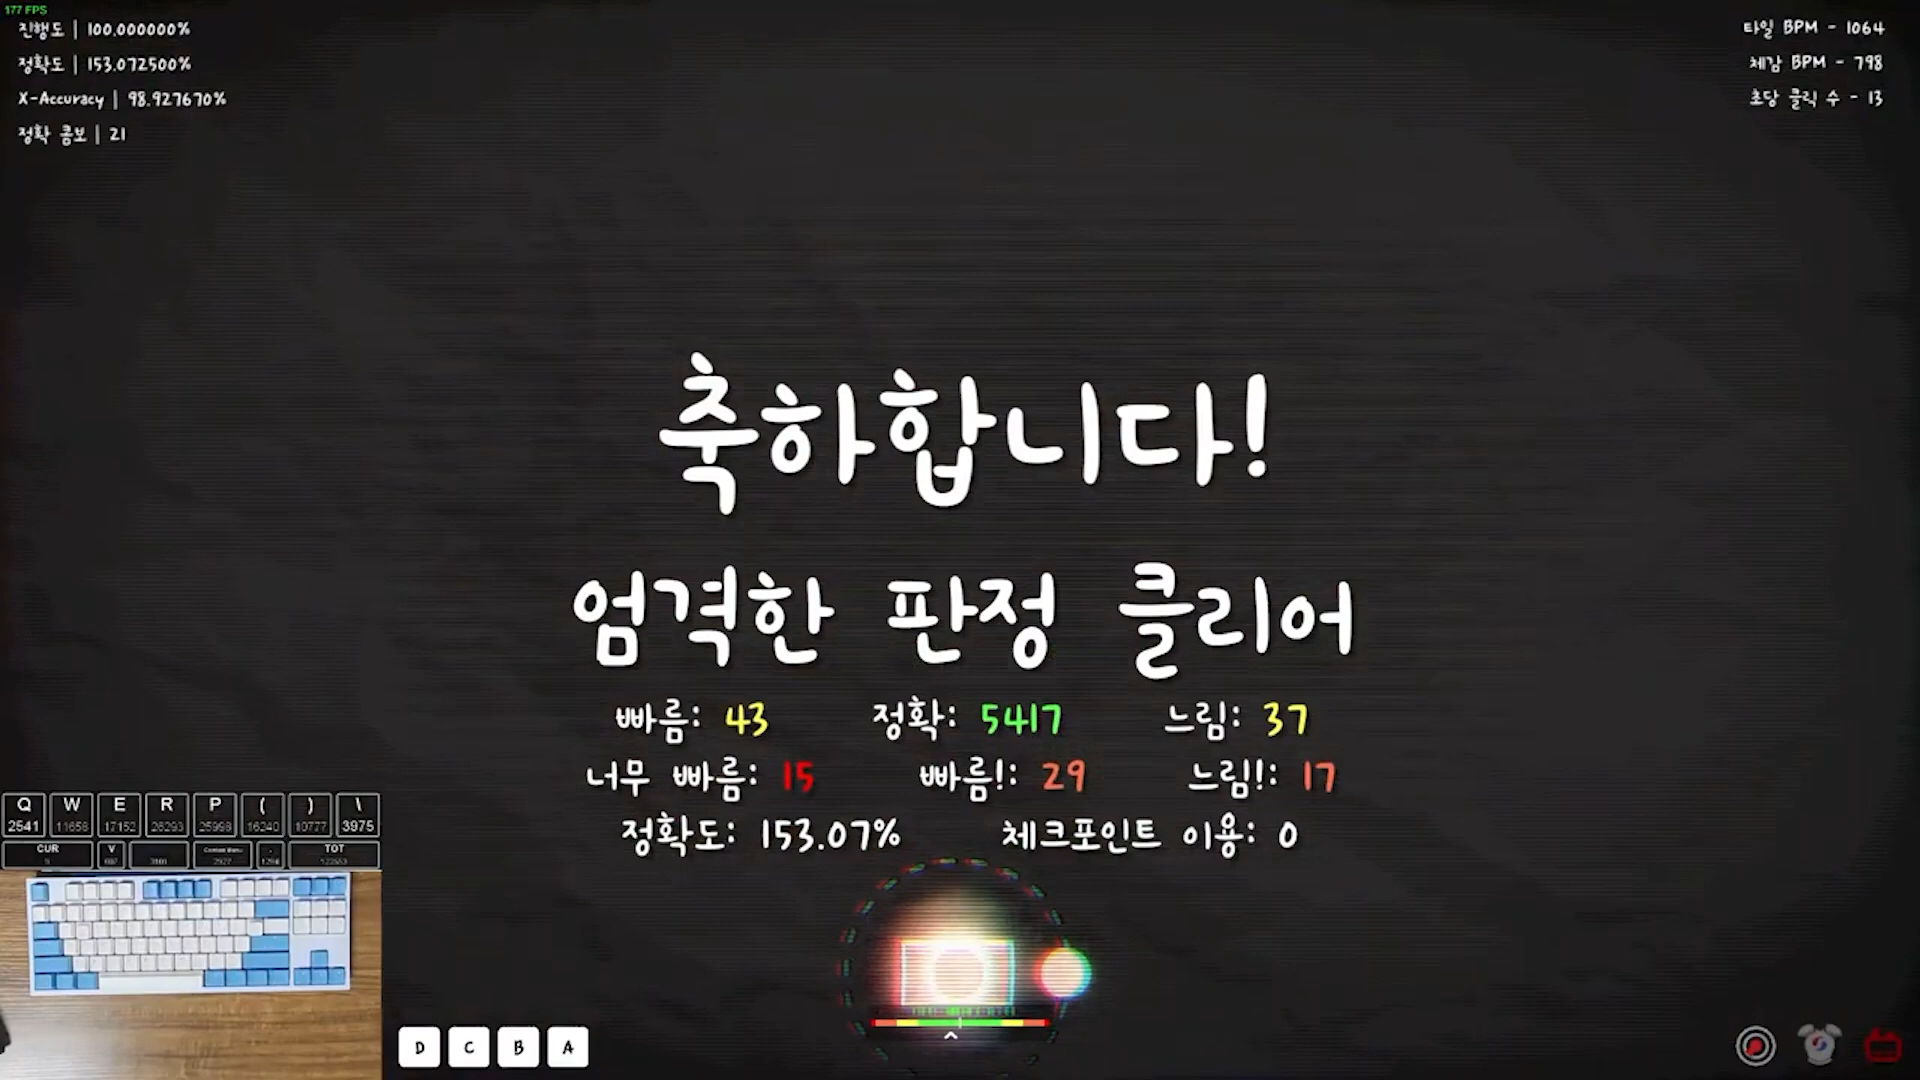 177 FPS
진행도 | 100.000000%
정확도 | 153.072500%
X-Accuracy | 98.927670%
정확 콤보 | 21
타일 BPM - 1064
체감 BPM - 798
초당 클릭 수 - 13
축하합니다!
엄격한 판정 클리어
빠름: 43 정확: 5417 느림: 37
너무 빠름: 15 빠름!: 29 느림!: 17
정확도: 153.07% 체크포인트 이용: 0
Q W E R P ( ) \
2541 11658 17152 26293 25998 16240 10777 3975
CUR V Context Menu . TOT
D C B A